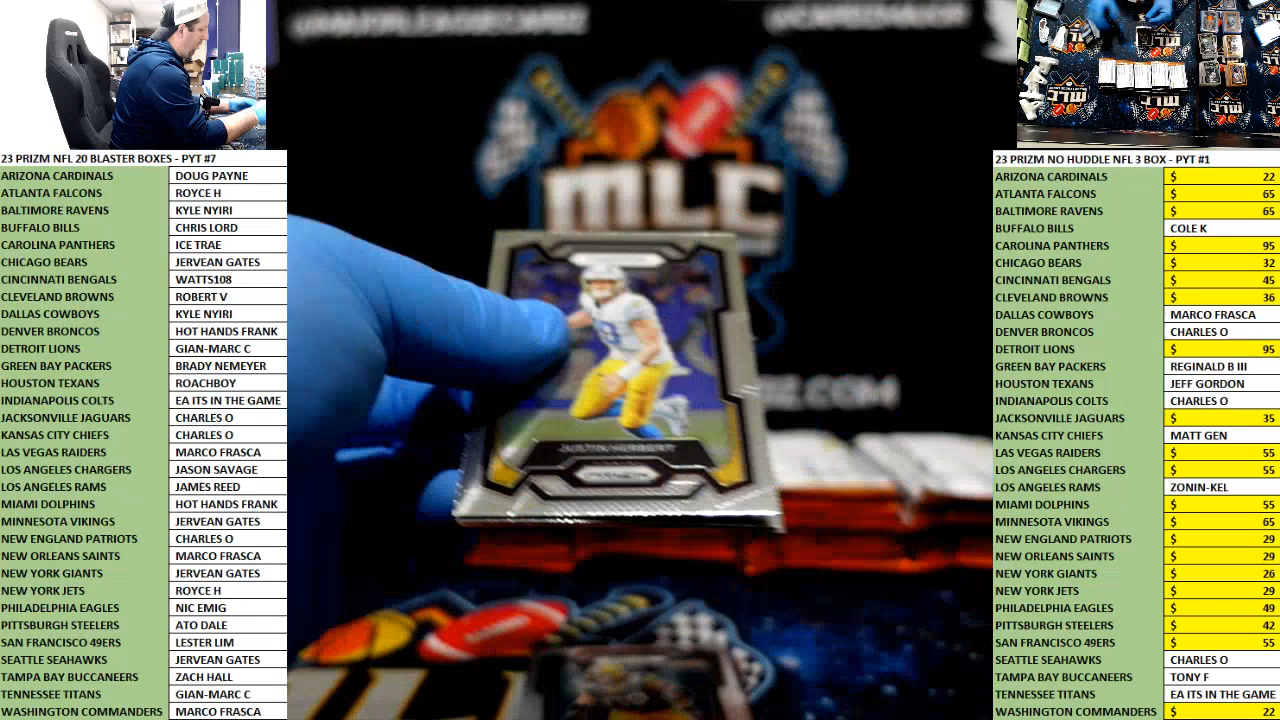 23 PRIZM NFL 20 BLASTER BOXES - PYT #7
ARIZONA CARDINALS DOUG PAYNE
ATLANTA FALCONS ROYCE H
BALTIMORE RAVENS KYLE NYIRI
BUFFALO BILLS CHRIS LORD
CAROLINA PANTHERS ICE TRAE
CHICAGO BEARS JERVEAN GATES
CINCINNATI BENGALS WATTS108
CLEVELAND BROWNS ROBERT V
DALLAS COWBOYS KYLE NYIRI
DENVER BRONCOS HOT HANDS FRANK
DETROIT LIONS GIAN-MARC C
GREEN BAY PACKERS BRADY NEMEYER
HOUSTON TEXANS ROACHBOY
INDIANAPOLIS COLTS EA ITS IN THE GAME
JACKSONVILLE JAGUARS CHARLES O
KANSAS CITY CHIEFS CHARLES O
LAS VEGAS RAIDERS MARCO FRASCA
LOS ANGELES CHARGERS JASON SAVAGE
LOS ANGELES RAMS JAMES REED
MIAMI DOLPHINS HOT HANDS FRANK
MINNESOTA VIKINGS JERVEAN GATES
NEW ENGLAND PATRIOTS CHARLES O
NEW ORLEANS SAINTS MARCO FRASCA
NEW YORK GIANTS JERVEAN GATES
NEW YORK JETS ROYCE H
PHILADELPHIA EAGLES NIC EMIG
PITTSBURGH STEELERS ATO DALE
SAN FRANCISCO 49ERS LESTER LIM
SEATTLE SEAHAWKS JERVEAN GATES
TAMPA BAY BUCCANEERS ZACH HALL
TENNESSEE TITANS GIAN-MARC C
WASHINGTON COMMANDERS MARCO FRASCA
MLC
JUSTIN HERBERT
PRIZM
23 PRIZM NO HUDDLE NFL 3 BOX - PYT #1
ARIZONA CARDINALS $ 22
ATLANTA FALCONS $ 65
BALTIMORE RAVENS $ 65
BUFFALO BILLS COLE K
CAROLINA PANTHERS $ 95
CHICAGO BEARS $ 32
CINCINNATI BENGALS $ 45
CLEVELAND BROWNS $ 36
DALLAS COWBOYS MARCO FRASCA
DENVER BRONCOS CHARLES O
DETROIT LIONS $ 95
GREEN BAY PACKERS REGINALD B III
HOUSTON TEXANS JEFF GORDON
INDIANAPOLIS COLTS CHARLES O
JACKSONVILLE JAGUARS $ 35
KANSAS CITY CHIEFS MATT GEN
LAS VEGAS RAIDERS $ 55
LOS ANGELES CHARGERS $ 55
LOS ANGELES RAMS ZONIN-KEL
MIAMI DOLPHINS $ 55
MINNESOTA VIKINGS $ 65
NEW ENGLAND PATRIOTS $ 29
NEW ORLEANS SAINTS $ 29
NEW YORK GIANTS $ 26
NEW YORK JETS $ 29
PHILADELPHIA EAGLES $ 49
PITTSBURGH STEELERS $ 42
SAN FRANCISCO 49ERS $ 55
SEATTLE SEAHAWKS CHARLES O
TAMPA BAY BUCCANEERS TONY F
TENNESSEE TITANS EA ITS IN THE GAME
WASHINGTON COMMANDERS $ 22